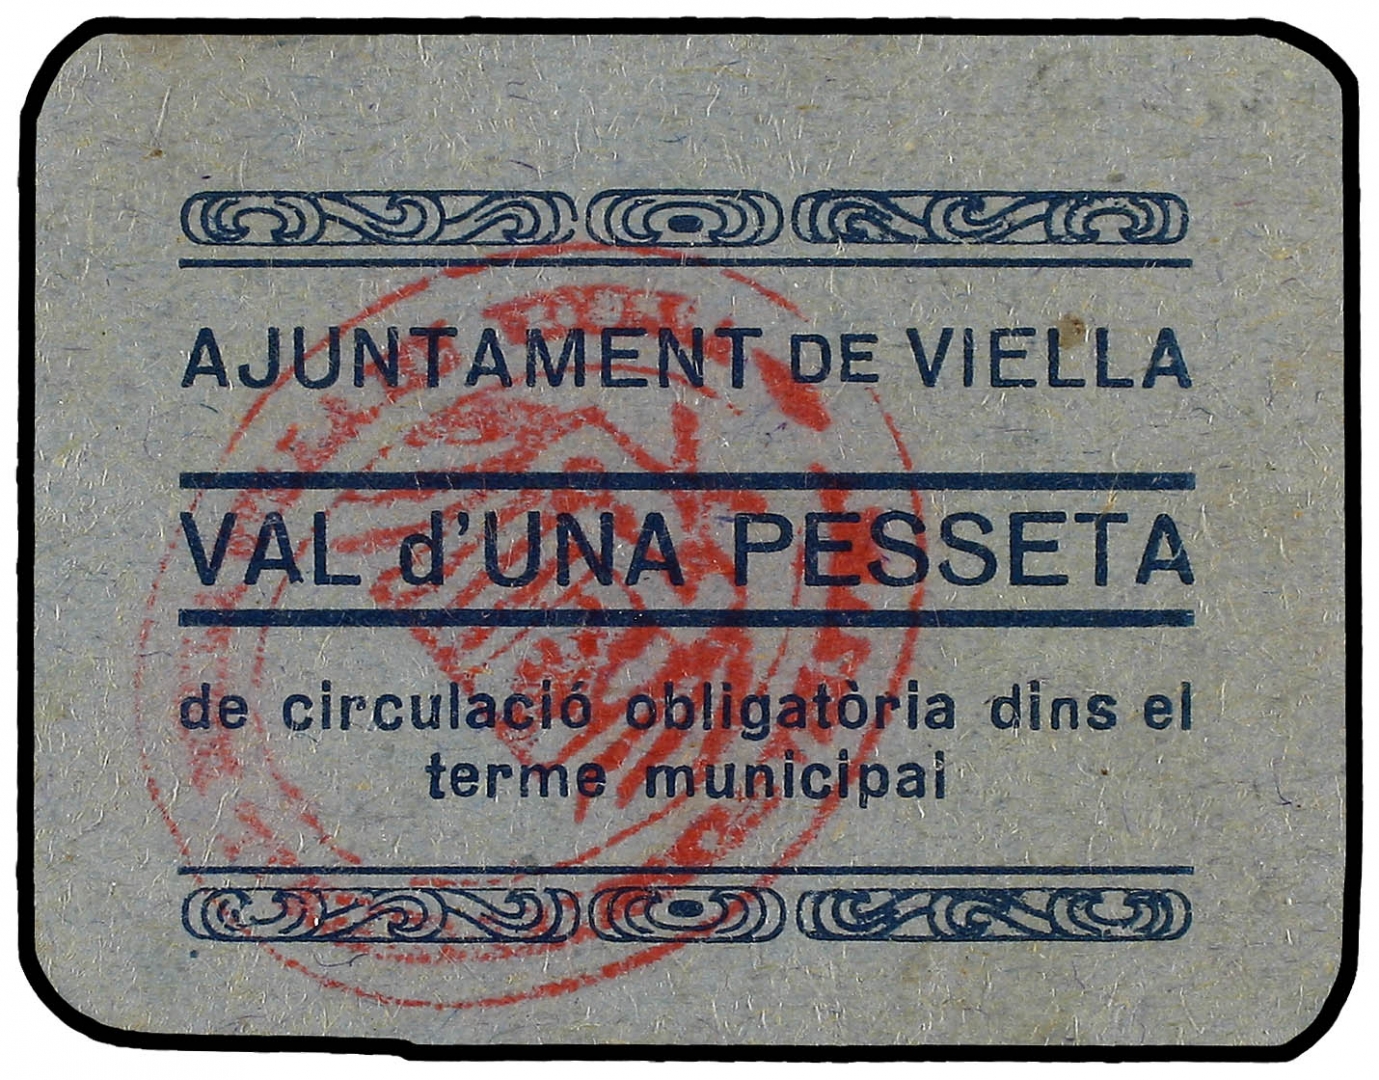 AJUNTAMENT DE VIELLA
VAL d'UNA PESSETA
de circulació obligatòria dins el
terme municipal